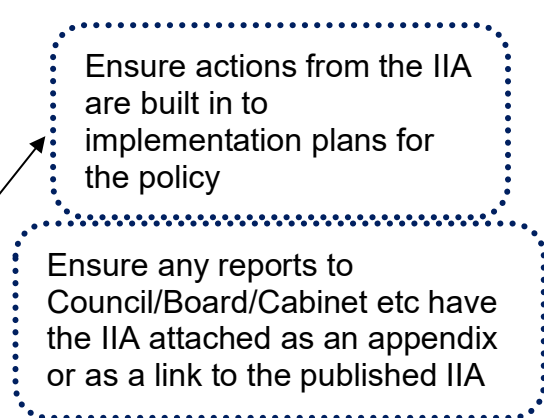 Ensure actions from the IIA
are built in to
implementation plans for
the policy
Ensure any reports to
Council/Board/Cabinet etc have
the IIA attached as an appendix
or as a link to the published IIA